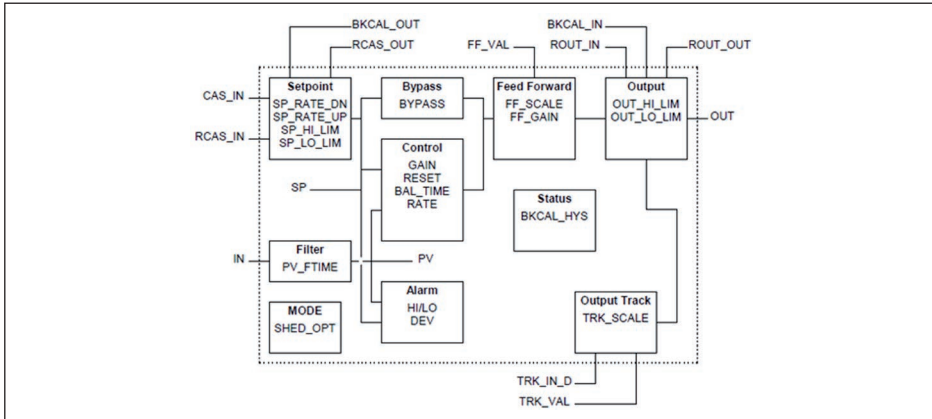 BKCAL_OUT
BKCAL_IN
RCAS_OUT
FF_VAL
ROUT_IN
ROUT_OUT
Setpoint
SP_RATE_DN
SP_RATE_UP
SP_HI_LIM
SP_LO_LIM
Bypass
BYPASS
Feed Forward
FF_SCALE
FF_GAIN
Output
OUT_HI_LIM
OUT_LO_LIM
CAS_IN
RCAS_IN
OUT
Control
GAIN
RESET
BAL_TIME
RATE
SP
Status
BKCAL_HYS
IN
Filter
PV_FTIME
PV
Alarm
HI/LO
DEV
MODE
SHED_OPT
Output Track
TRK_SCALE
TRK_IN_D
TRK_VAL